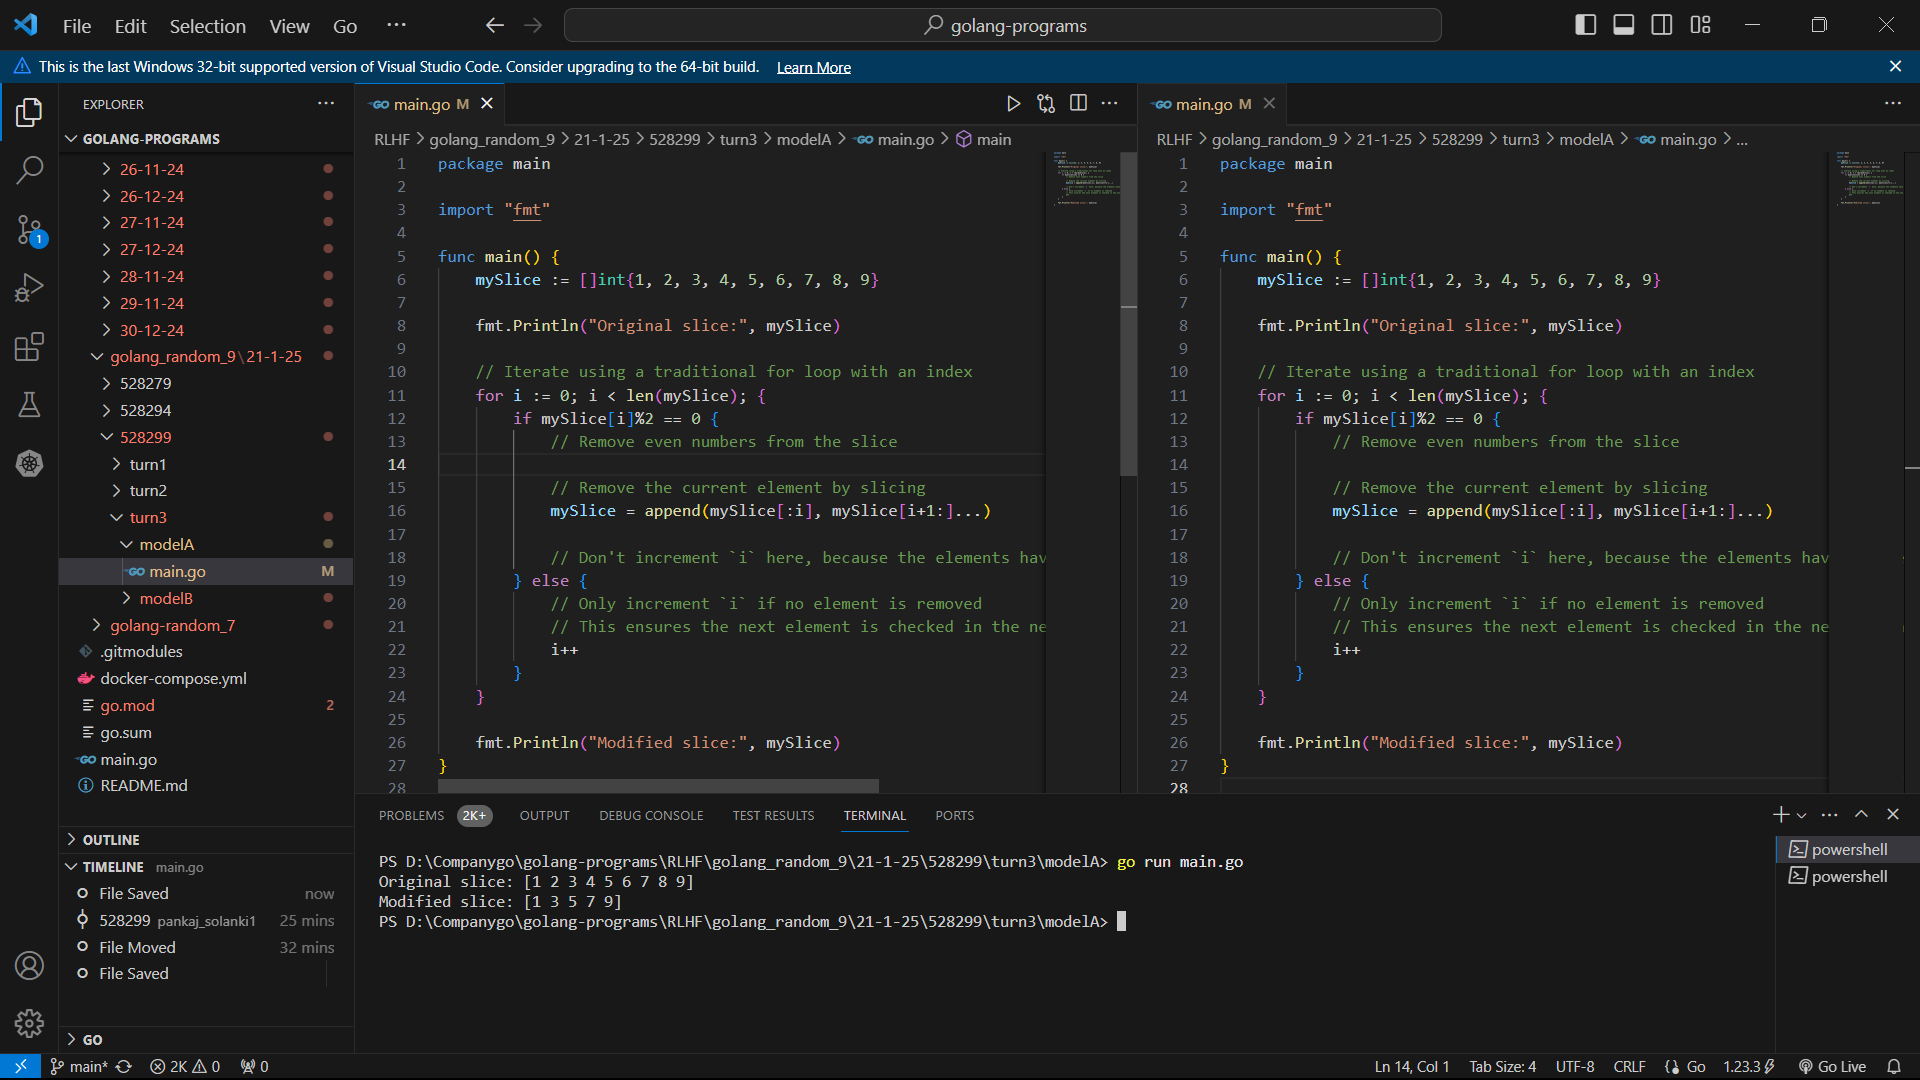 File Edit Selection View Go ···
golang-programs
This is the last Windows 32-bit supported version of Visual Studio Code. Consider upgrading to the 64-bit build. Learn More
EXPLORER
GOLANG-PROGRAMS
26-11-24
26-12-24
27-11-24
27-12-24
28-11-24
29-11-24
30-12-24
golang_random_9\21-1-25
528279
528294
528299
turn1
turn2
turn3
modelA
main.go M
modelB
golang-random_7
.gitmodules
docker-compose.yml
go.mod 2
go.sum
main.go
README.md
OUTLINE
TIMELINE main.go
File Saved now
528299 pankaj_solanki1 25 mins
File Moved 32 mins
File Saved
GO
main.go M
RLHF > golang_random_9 > 21-1-25 > 528299 > turn3 > modelA > main.go > main
1 package main
2
3 import "fmt"
4
5 func main() {
6 mySlice := []int{1, 2, 3, 4, 5, 6, 7, 8, 9}
7
8 fmt.Println("Original slice:", mySlice)
9
10 // Iterate using a traditional for loop with an index
11 for i := 0; i < len(mySlice); {
12 if mySlice[i]%2 == 0 {
13 // Remove even numbers from the slice
14
15 // Remove the current element by slicing
16 mySlice = append(mySlice[:i], mySlice[i+1:]...)
17
18 // Don't increment `i` here, because the elements hav
19 } else {
20 // Only increment `i` if no element is removed
21 // This ensures the next element is checked in the ne
22 i++
23 }
24 }
25
26 fmt.Println("Modified slice:", mySlice)
27 }
28
main.go M
RLHF > golang_random_9 > 21-1-25 > 528299 > turn3 > modelA > main.go > ...
1 package main
2
3 import "fmt"
4
5 func main() {
6 mySlice := []int{1, 2, 3, 4, 5, 6, 7, 8, 9}
7
8 fmt.Println("Original slice:", mySlice)
9
10 // Iterate using a traditional for loop with an index
11 for i := 0; i < len(mySlice); {
12 if mySlice[i]%2 == 0 {
13 // Remove even numbers from the slice
14
15 // Remove the current element by slicing
16 mySlice = append(mySlice[:i], mySlice[i+1:]...)
17
18 // Don't increment `i` here, because the elements hav
19 } else {
20 // Only increment `i` if no element is removed
21 // This ensures the next element is checked in the ne
22 i++
23 }
24 }
25
26 fmt.Println("Modified slice:", mySlice)
27 }
28
PROBLEMS 2K+ OUTPUT DEBUG CONSOLE TEST RESULTS TERMINAL PORTS
PS D:\Companygo\golang-programs\RLHF\golang_random_9\21-1-25\528299\turn3\modelA> go run main.go
Original slice: [1 2 3 4 5 6 7 8 9]
Modified slice: [1 3 5 7 9]
PS D:\Companygo\golang-programs\RLHF\golang_random_9\21-1-25\528299\turn3\modelA>
powershell
powershell
main* 2K 0 0 Ln 14, Col 1 Tab Size: 4 UTF-8 CRLF Go 1.23.3 Go Live
1